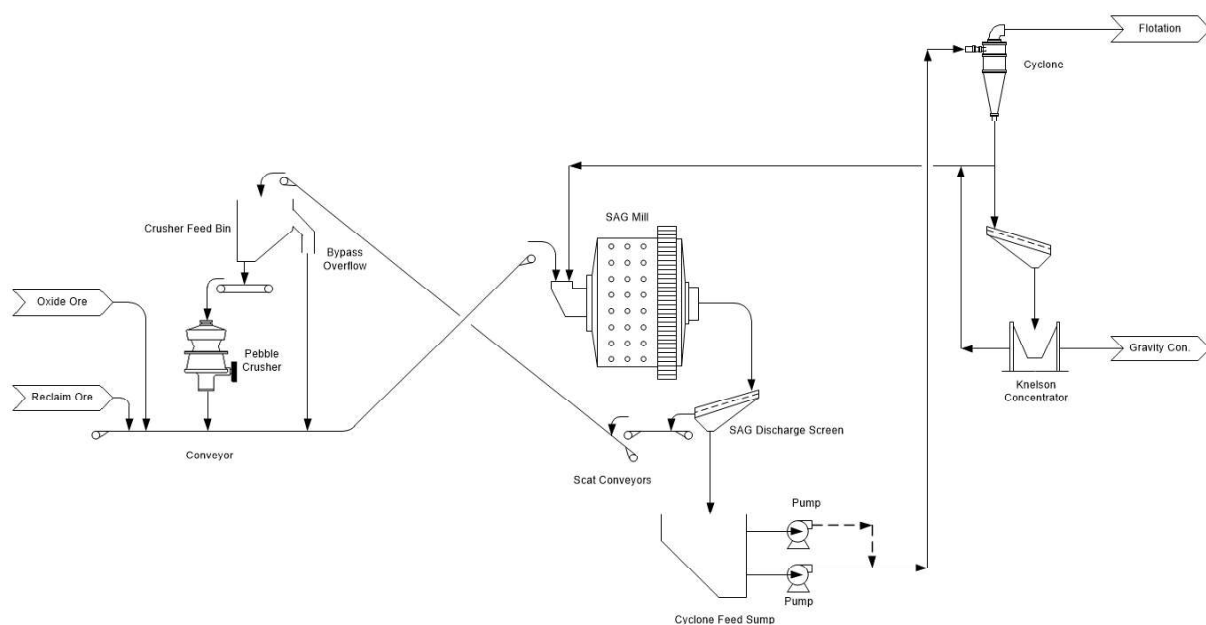 Flotation
Cyclone
SAG Mill
Crusher Feed Bin
Bypass
Overflow
Oxide Ore
Pebble
Crusher
Gravity Con.
Knelson
Concentrator
Reclaim Ore
SAG Discharge Screen
Conveyor
Scat Conveyors
Pump
Pump
Cyclone Feed Sump